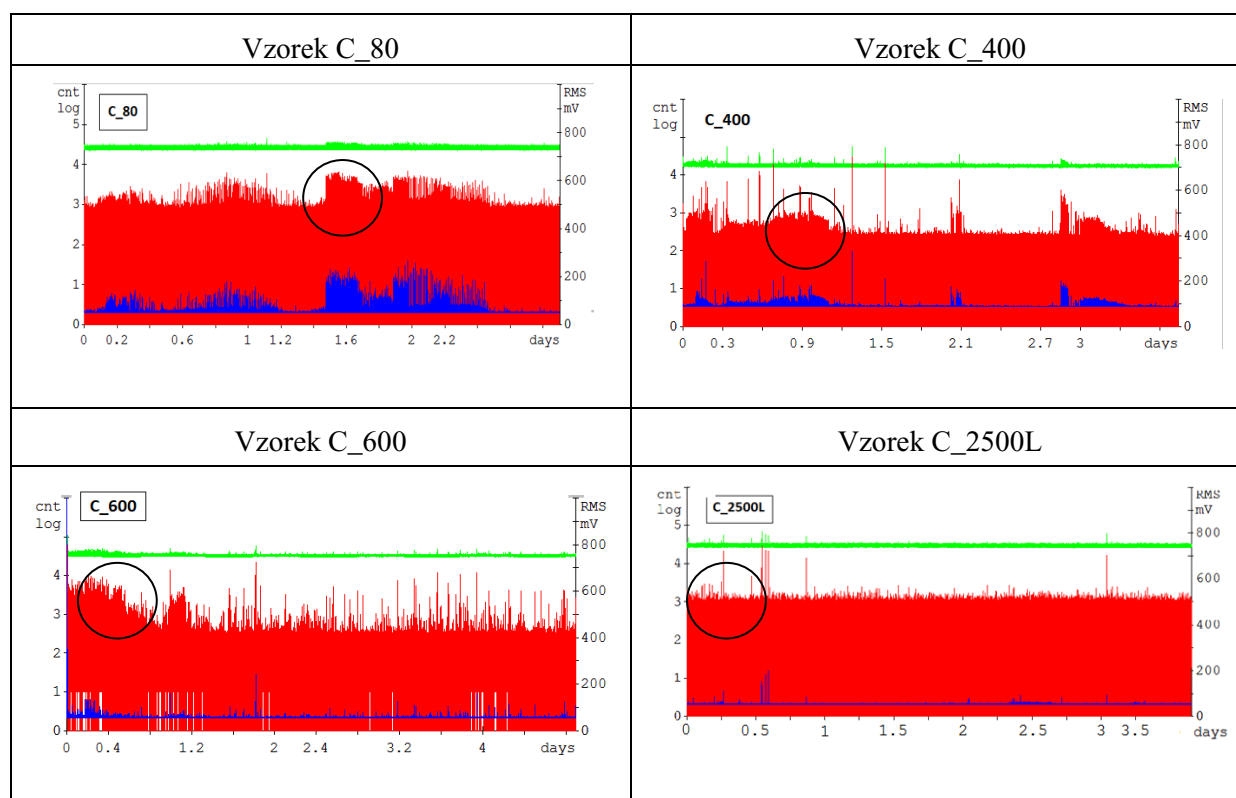 Vzorek C_80
Vzorek C_400
cnt
log
C_80
RMS
mV
5
4
3
2
1
0
800
600
400
200
0
0 0.2 0.6 1 1.2 1.6 2 2.2 days
cnt
log
C_400
RMS
mV
4
3
2
1
0
800
600
400
200
0
0 0.3 0.9 1.5 2.1 2.7 3 days
Vzorek C_600
Vzorek C_2500L
cnt
log
C_600
RMS
mV
4
3
2
1
0
800
600
400
200
0
0 0.4 1.2 2 2.4 3.2 4 days
cnt
log
C_2500L
RMS
mV
5
4
3
2
1
0
800
600
400
200
0
0 0.5 1 1.5 2 2.5 3 3.5 days